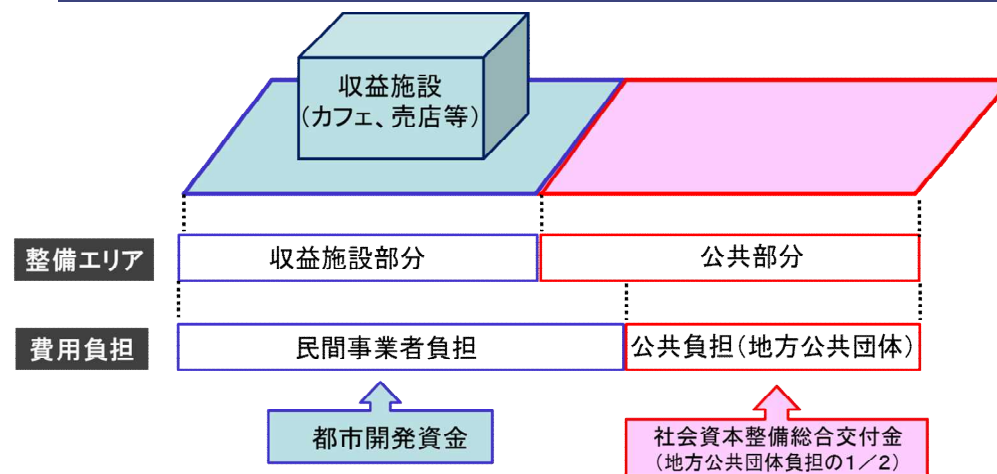 収益施設
(カフェ、売店等)
整備エリア
収益施設部分
公共部分
費用負担
民間事業者負担
公共負担(地方公共団体)
都市開発資金
社会資本整備総合交付金
(地方公共団体負担の1/2)